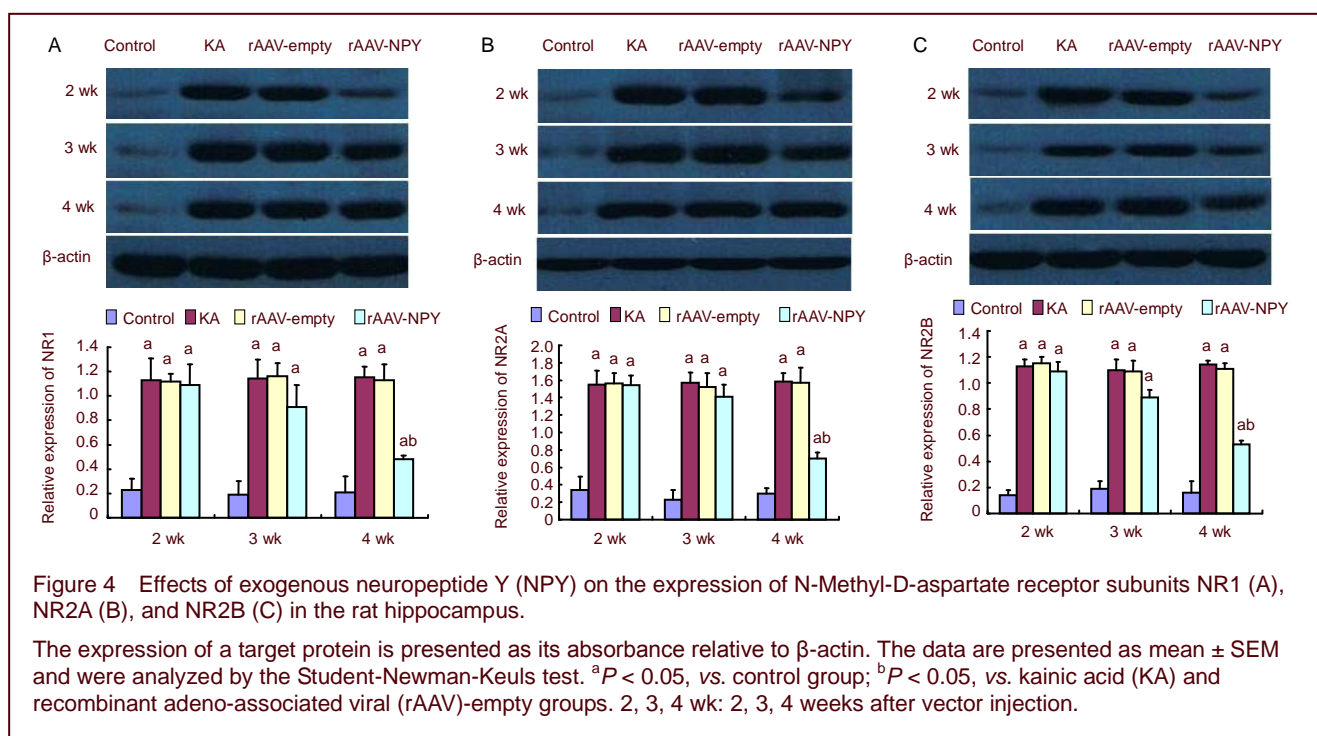 A Control KA rAAV-empty rAAV-NPY
2 wk
3 wk
4 wk
β-actin
Control KA rAAV-empty rAAV-NPY
Relative expression of NR1
1.4
1.2
1.0
0.8
0.6
0.4
0.2
0
a a a
a a a
a a ab
2 wk 3 wk 4 wk
B Control KA rAAV-empty rAAV-NPY
2 wk
3 wk
4 wk
β-actin
Control KA rAAV-empty rAAV-NPY
Relative expression of NR2A
2.0
1.6
1.4
1.2
1.0
0.8
0.6
0.4
0.2
0
a a a
a a a
a a ab
2 wk 3 wk 4 wk
C Control KA rAAV-empty rAAV-NPY
2 wk
3 wk
4 wk
β-actin
Control KA rAAV-empty rAAV-NPY
Relative expression of NR2B
1.4
1.2
1.0
0.8
0.6
0.4
0.2
0
a a a
a a a
a a ab
2 wk 3 wk 4 wk
Figure 4 Effects of exogenous neuropeptide Y (NPY) on the expression of N-Methyl-D-aspartate receptor subunits NR1 (A),
NR2A (B), and NR2B (C) in the rat hippocampus.
The expression of a target protein is presented as its absorbance relative to β-actin. The data are presented as mean ± SEM
and were analyzed by the Student-Newman-Keuls test. ᵃP < 0.05, vs. control group; ᵇP < 0.05, vs. kainic acid (KA) and
recombinant adeno-associated viral (rAAV)-empty groups. 2, 3, 4 wk: 2, 3, 4 weeks after vector injection.